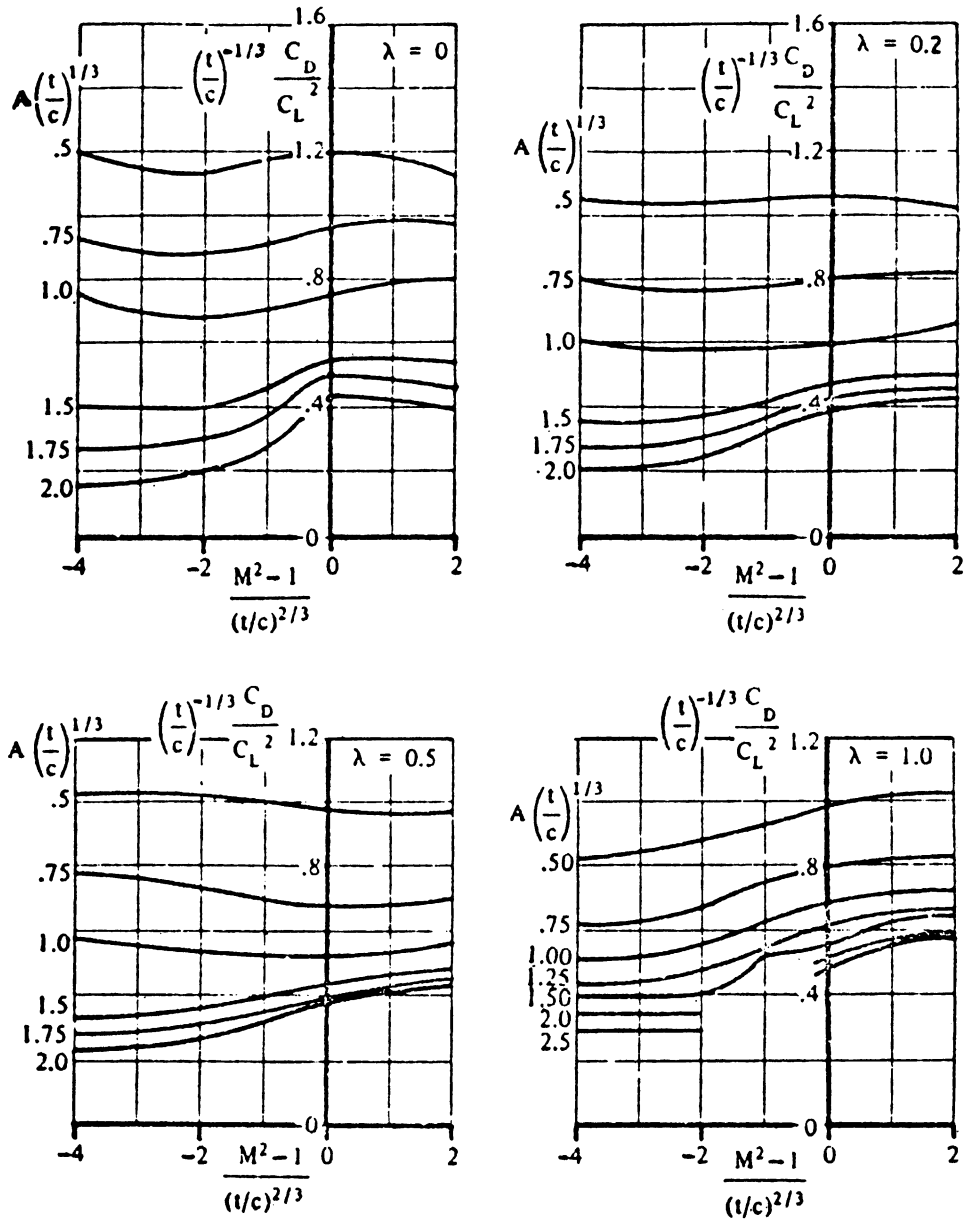 1.6
λ = 0
(t/c)^-1/3 C_D/C_L^2
A(t/c)^1/3
1.2
.8
.4
0
.5
.75
1.0
1.5
1.75
2.0
-4 -2 0 2
M² - 1
(t/c)^2/3
1.6
λ = 0.2
(t/c)^-1/3 C_D/C_L^2
A(t/c)^1/3
1.2
.8
.4
0
.5
.75
1.0
1.5
1.75
2.0
-4 -2 0 2
M² - 1
(t/c)^2/3
(t/c)^-1/3 C_D/C_L^2
A(t/c)^1/3
1.2
λ = 0.5
.8
0
.5
.75
1.0
1.5
1.75
2.0
-4 -2 0 2
M² - 1
(t/c)^2/3
(t/c)^-1/3 C_D/C_L^2
A(t/c)^1/3
1.2
λ = 1.0
.8
.4
0
.50
.75
1.00
1.25
1.50
2.0
2.5
-4 -2 0 2
M² - 1
(t/c)^2/3